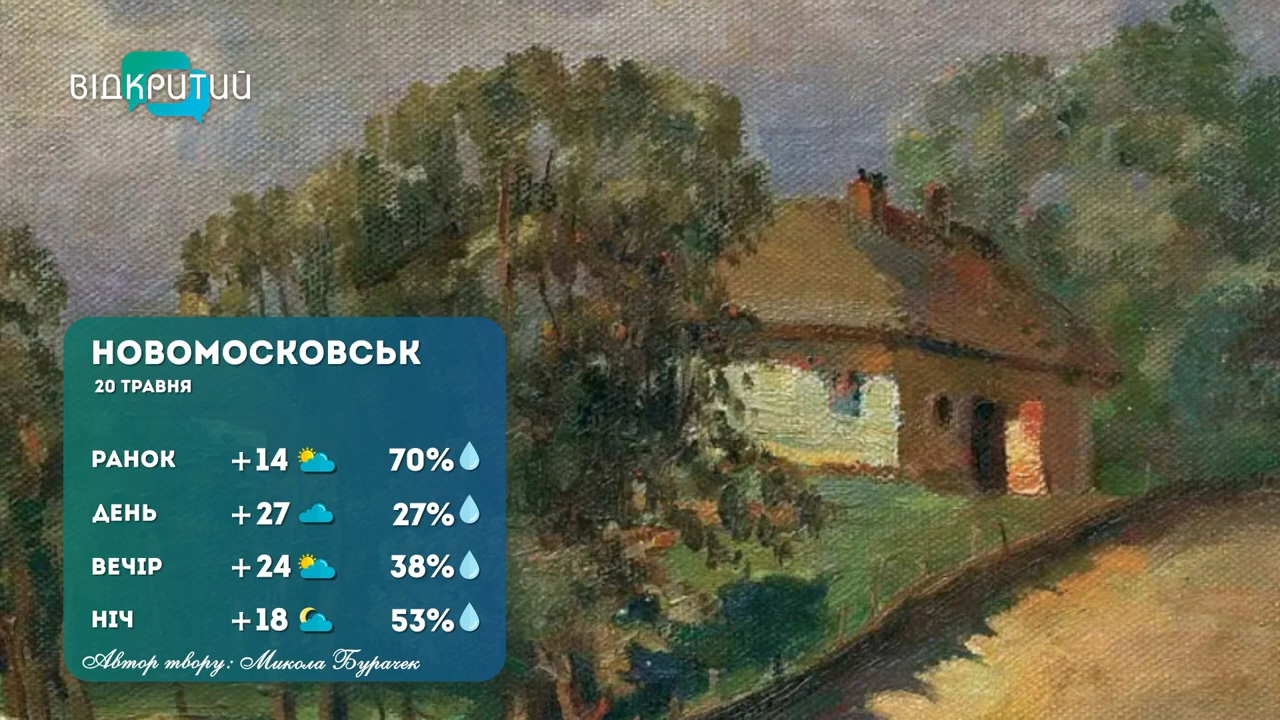 ВІДКРИТИЙ
НОВОМОСКОВСЬК
20 ТРАВНЯ
РАНОК +14 70%
ДЕНЬ +27 27%
ВЕЧІР +24 38%
НІЧ +18 53%
Автор твору: Микола Бурачек